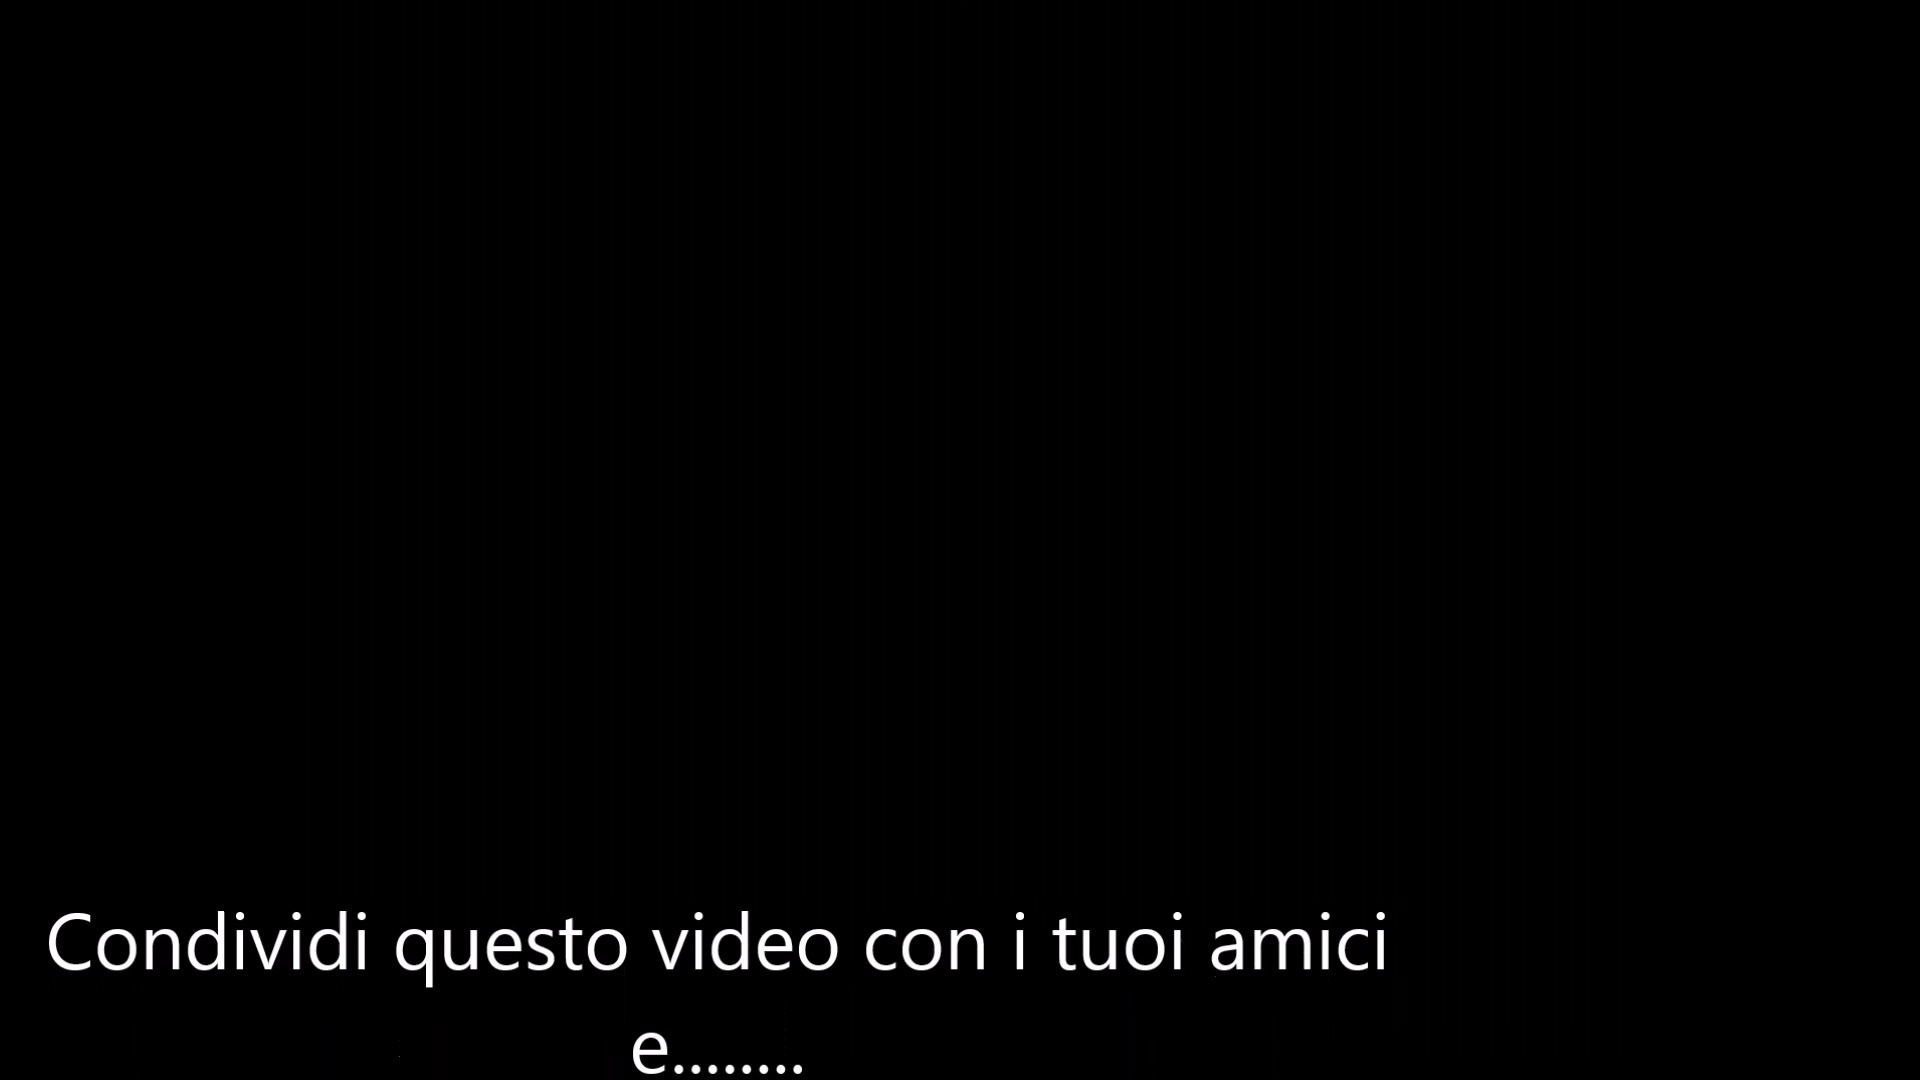 Condividi questo video con i tuoi amici
e........